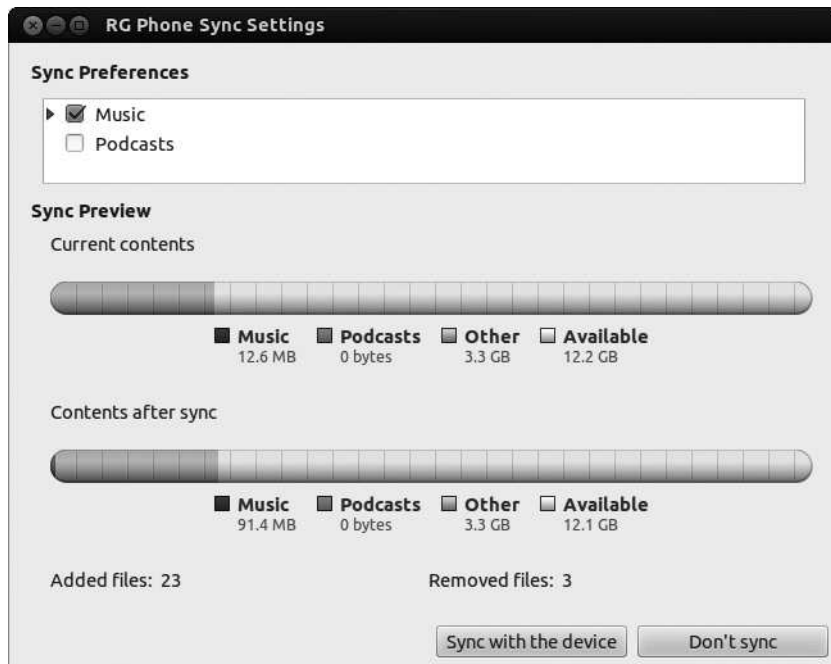 RG Phone Sync Settings
Sync Preferences
Music
Podcasts
Sync Preview
Current contents
Music Podcasts Other Available
12.6 MB 0 bytes 3.3 GB 12.2 GB
Contents after sync
Music Podcasts Other Available
91.4 MB 0 bytes 3.3 GB 12.1 GB
Added files: 23 Removed files: 3
Sync with the device Don't sync